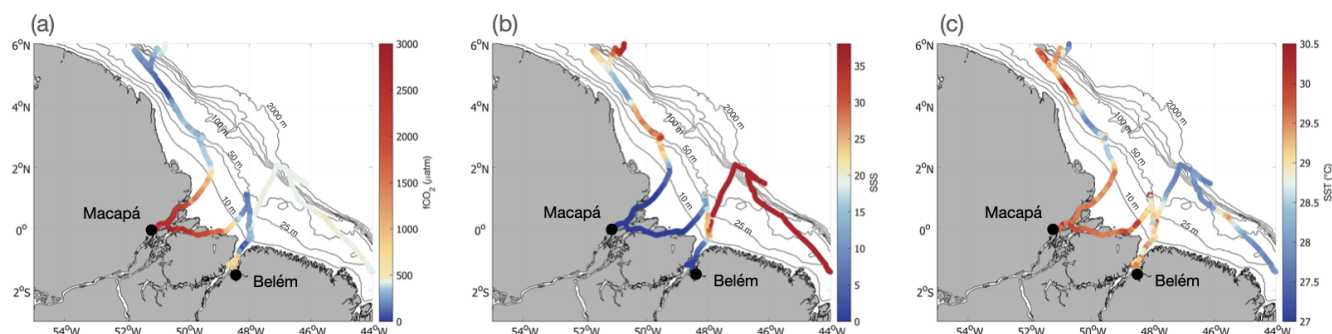 (a)
6°N
4°N
2°N
0°
2°S
54°W
52°W
50°W
48°W
46°W
44°W
Macapá
Belém
2000 m
100 m
50 m
10 m
25 m
3000
2500
2000
1500
1000
500
0
fCO₂ (µatm)
(b)
6°N
4°N
2°N
0°
2°S
54°W
52°W
50°W
48°W
46°W
44°W
Macapá
Belém
2000 m
100 m
50 m
10 m
25 m
35
30
25
20
15
10
5
0
SSS
(c)
6°N
4°N
2°N
0°
2°S
54°W
52°W
50°W
48°W
46°W
44°W
Macapá
Belém
2000 m
100 m
50 m
10 m
25 m
30.5
30
29.5
29
28.5
28
27.5
27
SST (°C)